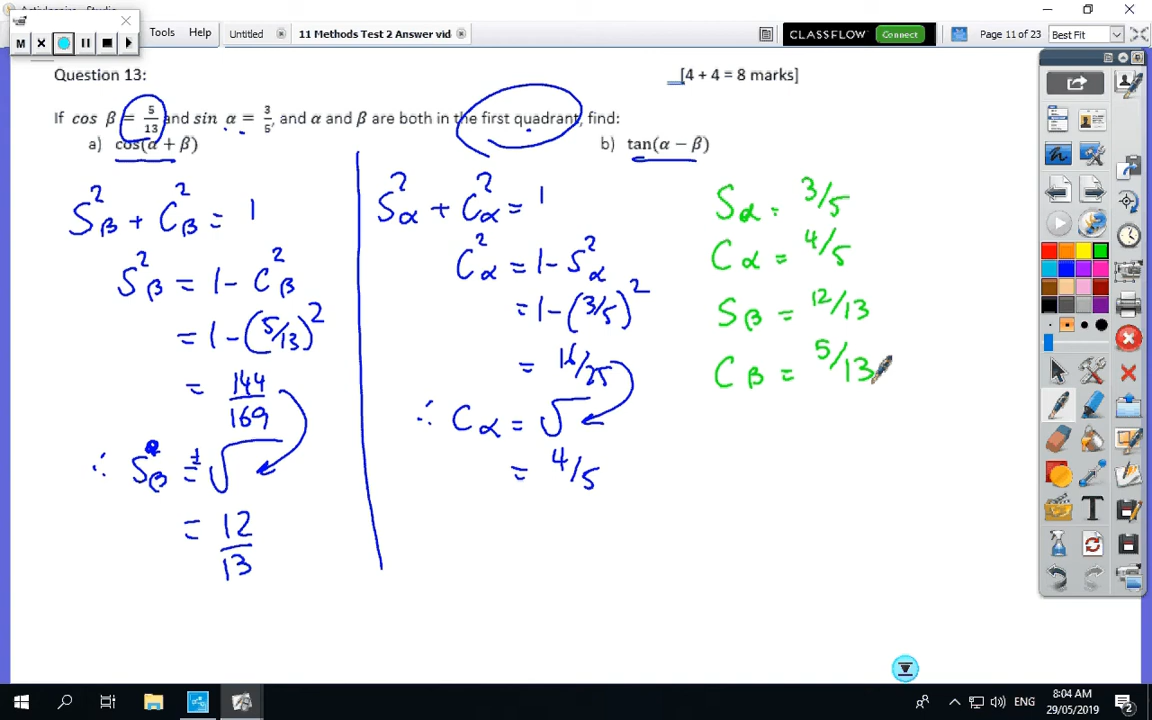 Tools Help Untitled 11 Methods Test 2 Answer vid CLASSFLOW Connect Page 11 of 23 Best Fit
M
Question 13: [4 + 4 = 8 marks]
If cos β = 5/13 and sin α = 3/5, and α and β are both in the first quadrant, find:
a) cos(α + β) b) tan(α − β)
S²β + C²β = 1
S²β = 1 - C²β
= 1 - (5/13)²
= 144/169
∴ Sβ = ±√
= 12/13
S²α + C²α = 1
C²α = 1 - S²α
= 1 - (3/5)²
= 16/25
∴ Cα = √
= 4/5
Sα = 3/5
Cα = 4/5
Sβ = 12/13
Cβ = 5/13
T
ENG
8:04 AM
29/05/2019
2